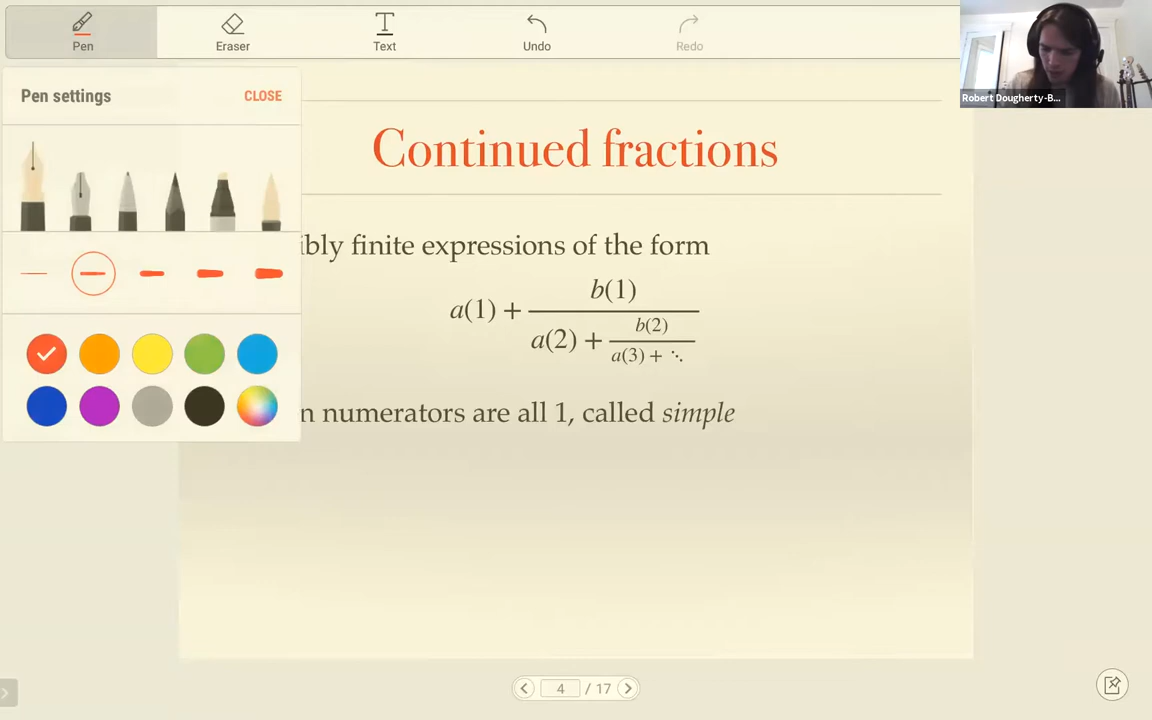 Pen
Eraser
Text
Undo
Redo
Robert Dougherty-B...
Pen settings
CLOSE
Continued fractions
finite expressions of the form
a(1) + b(1)
a(2) + b(2)
a(3) + ⋱
numerators are all 1, called simple
4 / 17